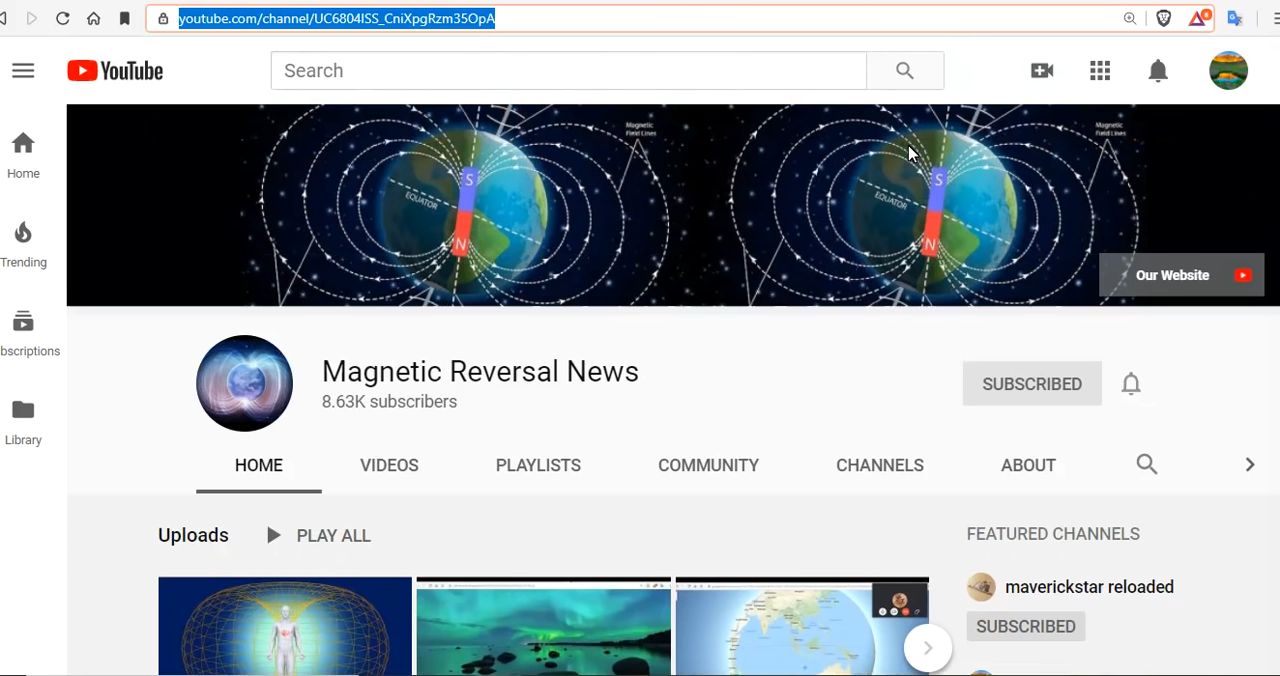 youtube.com/channel/UC6804ISS_CniXpgRzm35OpA
8
YouTube
Search
Magnetic
Field Lines
S
EQUATOR
N
Magnetic
Field Lines
S
EQUATOR
N
Our Website
Home
Trending
bscriptions
Library
Magnetic Reversal News
8.63K subscribers
SUBSCRIBED
HOME VIDEOS PLAYLISTS COMMUNITY CHANNELS ABOUT
Uploads PLAY ALL
FEATURED CHANNELS
maverickstar reloaded
SUBSCRIBED